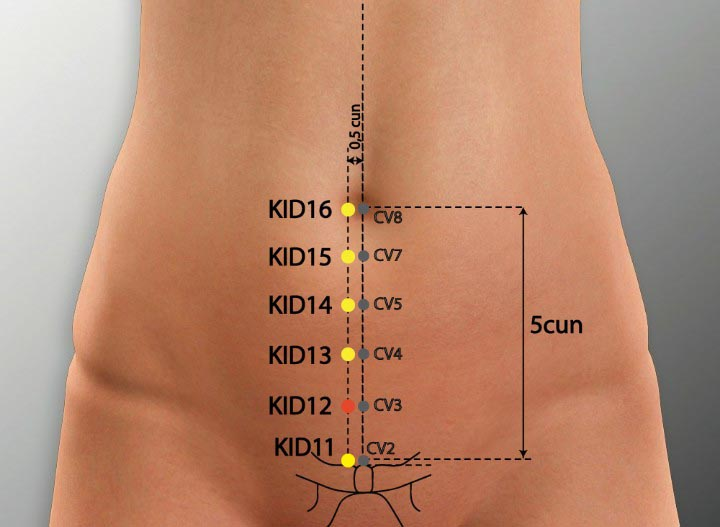 0,5 cun
KID16
CV8
KID15
CV7
KID14
CV5
5cun
KID13
CV4
KID12
CV3
KID11
CV2